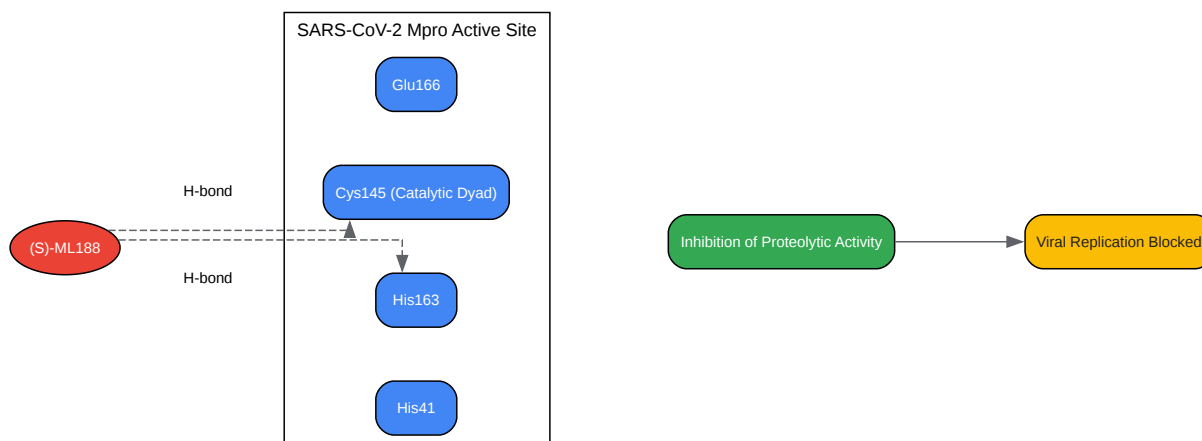 SARS-CoV-2 Mpro Active Site
Glu166
H-bond
Cys145 (Catalytic Dyad)
(S)-ML188
H-bond
His163
His41
Inhibition of Proteolytic Activity
Viral Replication Blocked